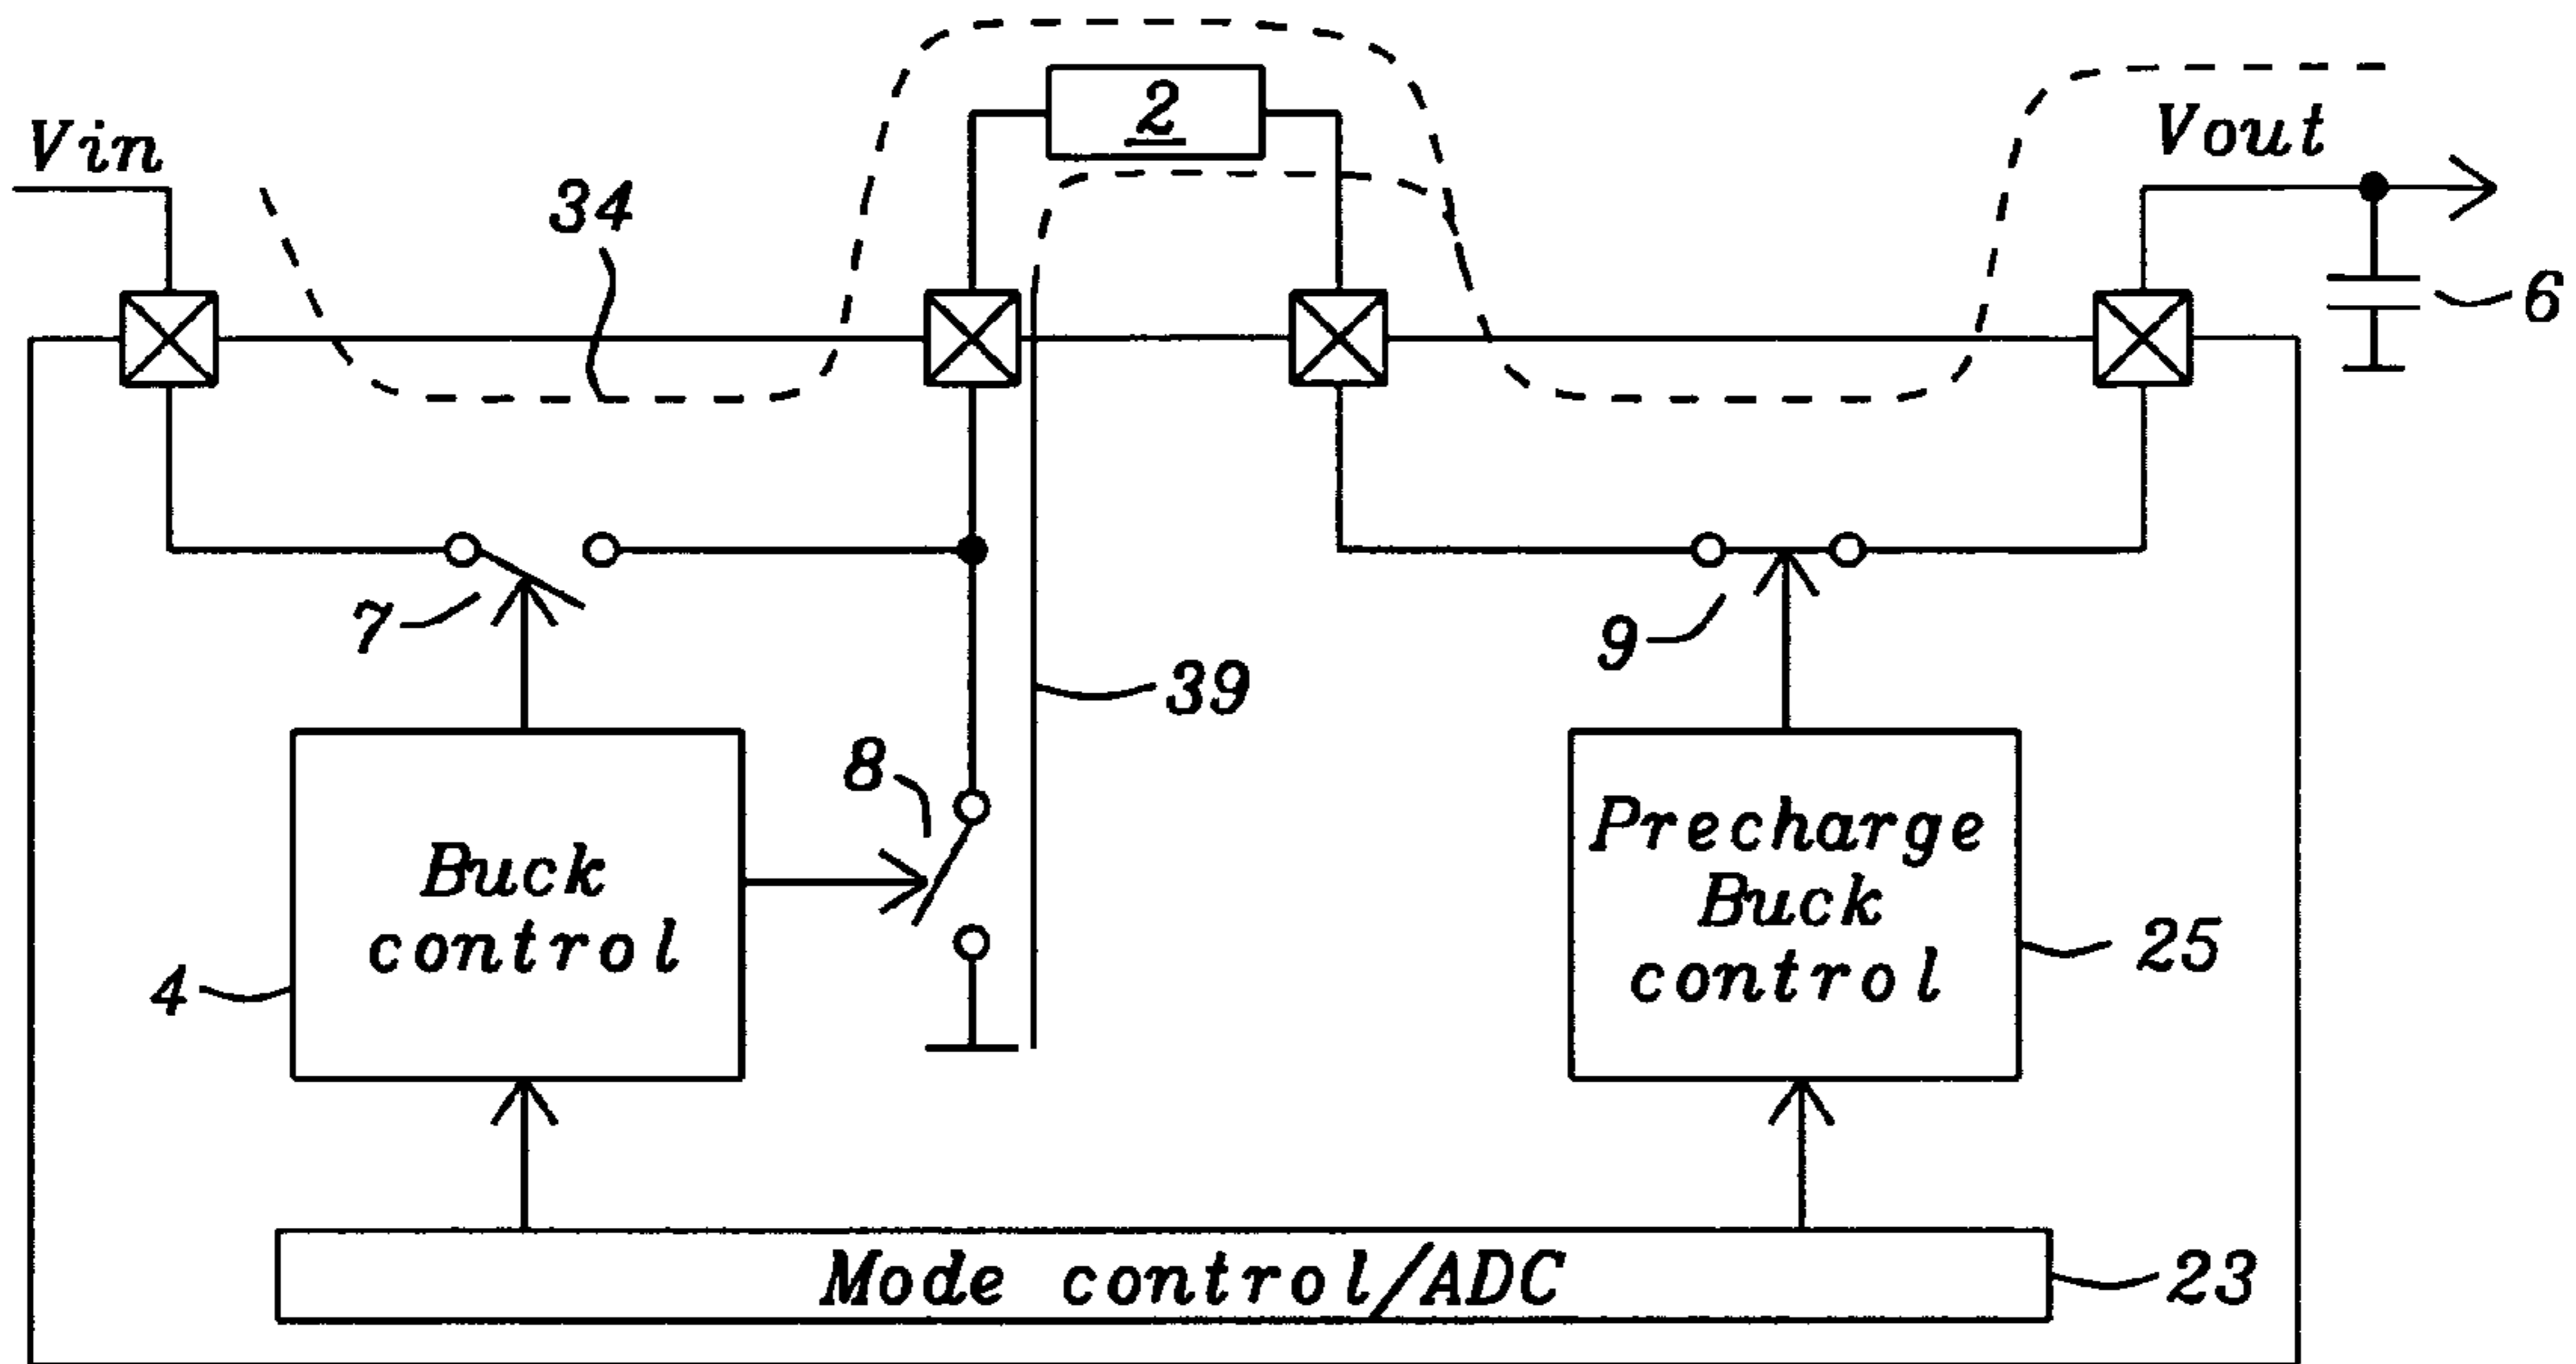 2
Vin
Vout
34
6
7
9
39
8
Buck
control
Precharge
Buck
control
4
25
Mode control/ADC
23